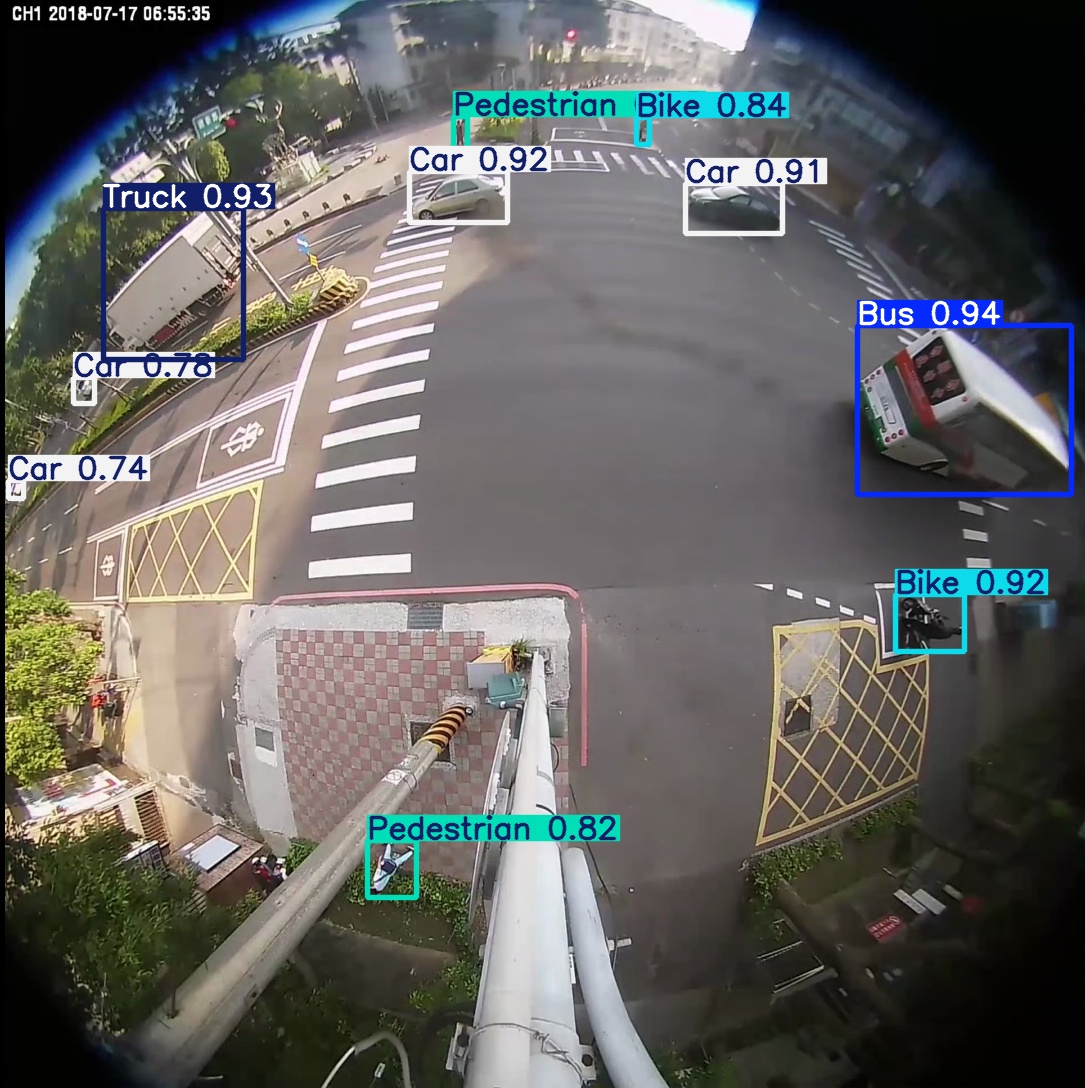 CH1 2018-07-17 06:55:35
Pedestrian
Bike 0.84
Car 0.92
Car 0.91
Truck 0.93
Bus 0.94
Car 0.78
Car 0.74
Bike 0.92
Pedestrian 0.82